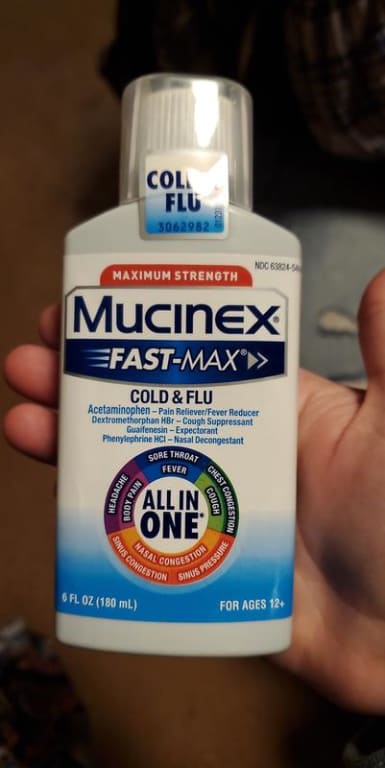 COLD
FLU
3062982
NDC 63824-
MAXIMUM STRENGTH
MUCINEX®
FAST-MAX®
COLD & FLU
Acetaminophen – Pain Reliever/Fever Reducer
Dextromethorphan HBr – Cough Suppressant
Guaifenesin – Expectorant
Phenylephrine HCl – Nasal Decongestant
SORE THROAT
FEVER
CHEST CONGESTION
COUGH
HEADACHE
BODY PAIN
ALL IN
ONE*
NASAL CONGESTION
SINUS CONGESTION
SINUS PRESSURE
6 FL OZ (180 mL)
FOR AGES 12+